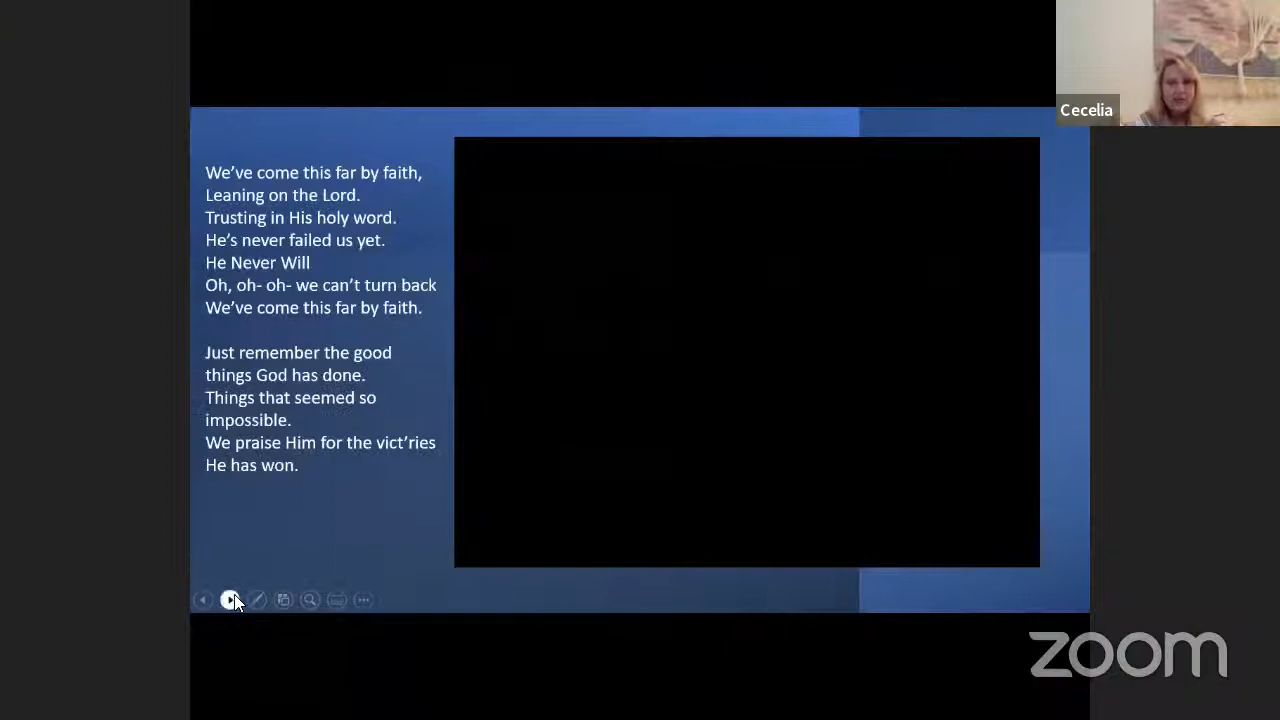 Cecelia
We’ve come this far by faith,
Leaning on the Lord.
Trusting in His holy word.
He’s never failed us yet.
He Never Will
Oh, oh- oh- we can’t turn back
We’ve come this far by faith.
Just remember the good
things God has done.
Things that seemed so
impossible.
We praise Him for the vict’ries
He has won.
zoom